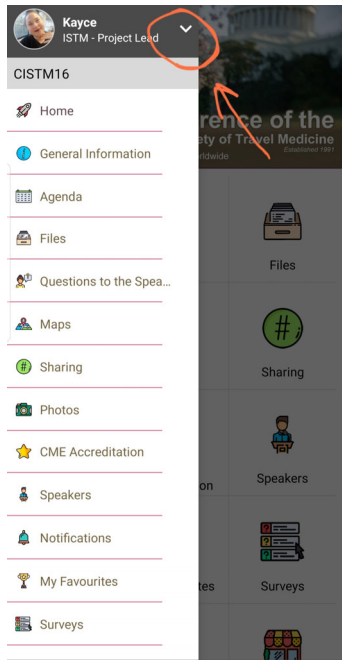 Kayce
ISTM - Project Lead
CISTM16
Home
General Information
Agenda
Files
Questions to the Spea...
Maps
Sharing
Photos
CME Accreditation
Speakers
Notifications
My Favourites
Surveys
rence of the
ety of Travel Medicine
Established 1991
rldwide
Files
#
Sharing
on
Speakers
tes
Surveys